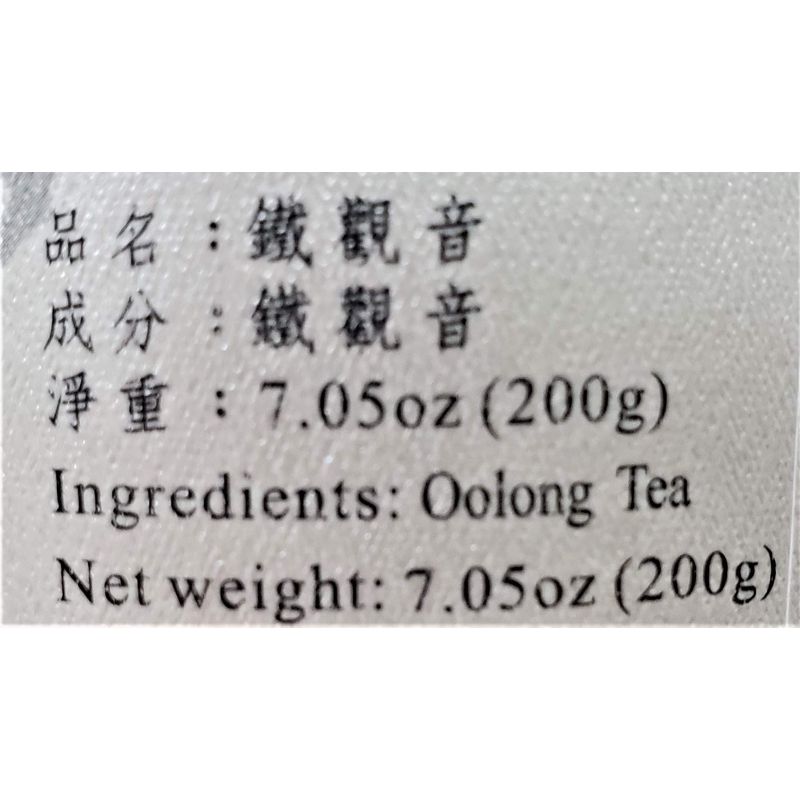 品名：鐵觀音
成分：鐵觀音
淨重：7.05oz (200g)
Ingredients: Oolong Tea
Net weight: 7.05oz (200g)